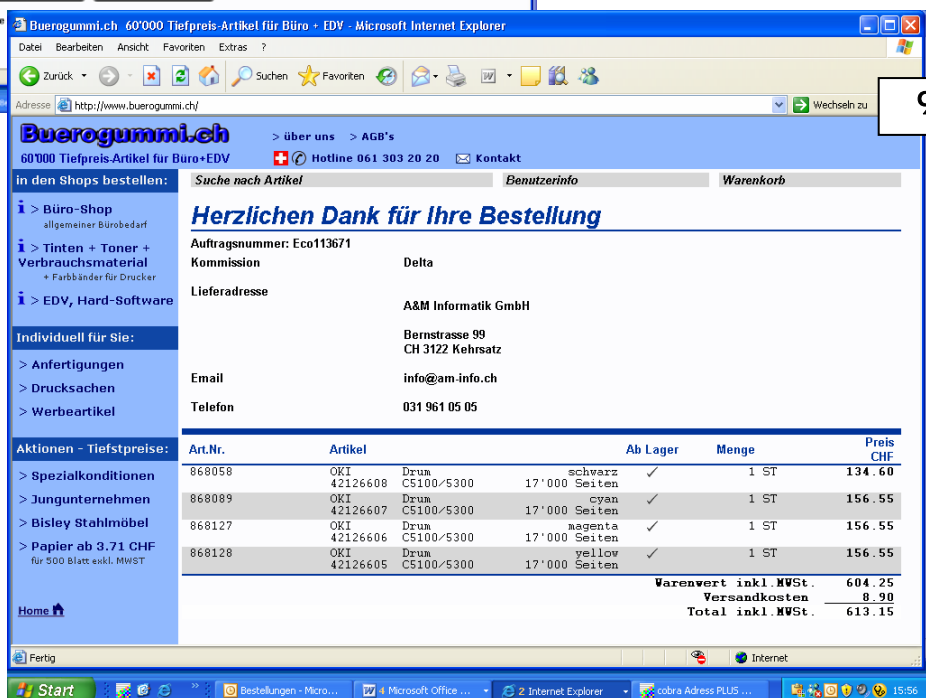 Buerogummi.ch 60'000 Tiefpreis-Artikel für Büro + EDV - Microsoft Internet Explorer
Datei Bearbeiten Ansicht Favoriten Extras ?
Zurück Suchen Favoriten
Adresse http://www.buerogummi.ch/ Wechseln zu
9
Buerogummi.ch > über uns > AGB's
60'000 Tiefpreis-Artikel für Büro+EDV Hotline 061 303 20 20 Kontakt
in den Shops bestellen:
i > Büro-Shop
allgemeiner Bürobedarf
i > Tinten + Toner +
Verbrauchsmaterial
+ Farbbänder für Drucker
i > EDV, Hard-Software
Individuell für Sie:
> Anfertigungen
> Drucksachen
> Werbeartikel
Aktionen - Tiefstpreise:
> Spezialkonditionen
> Jungunternehmen
> Bisley Stahlmöbel
> Papier ab 3.71 CHF
für 500 Blatt exkl. MWST
Home
Suche nach Artikel Benutzerinfo Warenkorb
Herzlichen Dank für Ihre Bestellung
Auftragsnummer: Eco113671
Kommission Delta
Lieferadresse
A&M Informatik GmbH
Bernstrasse 99
CH 3122 Kehrsatz
Email info@am-info.ch
Telefon 031 961 05 05
Art.Nr. Artikel Ab Lager Menge Preis
CHF
868058 OKI Drum schwarz ✓ 1 ST 134.60
42126608 C5100/5300 17'000 Seiten
868089 OKI Drum cyan ✓ 1 ST 156.55
42126607 C5100/5300 17'000 Seiten
868127 OKI Drum magenta ✓ 1 ST 156.55
42126606 C5100/5300 17'000 Seiten
868128 OKI Drum yellow ✓ 1 ST 156.55
42126605 C5100/5300 17'000 Seiten
Warenwert inkl.MWSt. 604.25
Versandkosten 8.90
Total inkl.MWSt. 613.15
Fertig Internet
Start Bestellungen - Micro... 4 Microsoft Office ... 2 Internet Explorer cobra Adress PLUS ... 15:56